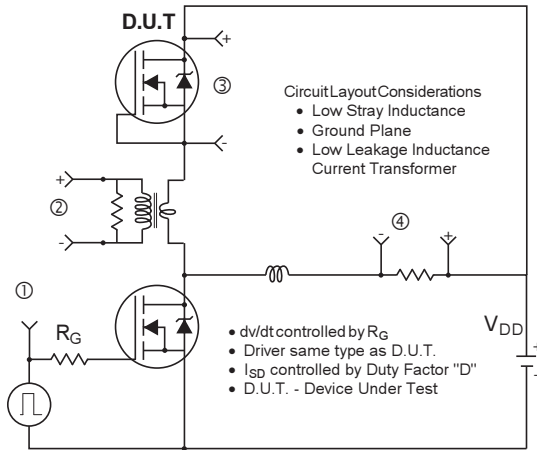 D.U.T
+
③
-
Circuit Layout Considerations
• Low Stray Inductance
• Ground Plane
• Low Leakage Inductance
Current Transformer
+
②
-
④
- +
①
RG
VDD
+
-
• dv/dt controlled by RG
• Driver same type as D.U.T.
• ISD controlled by Duty Factor "D"
• D.U.T. - Device Under Test